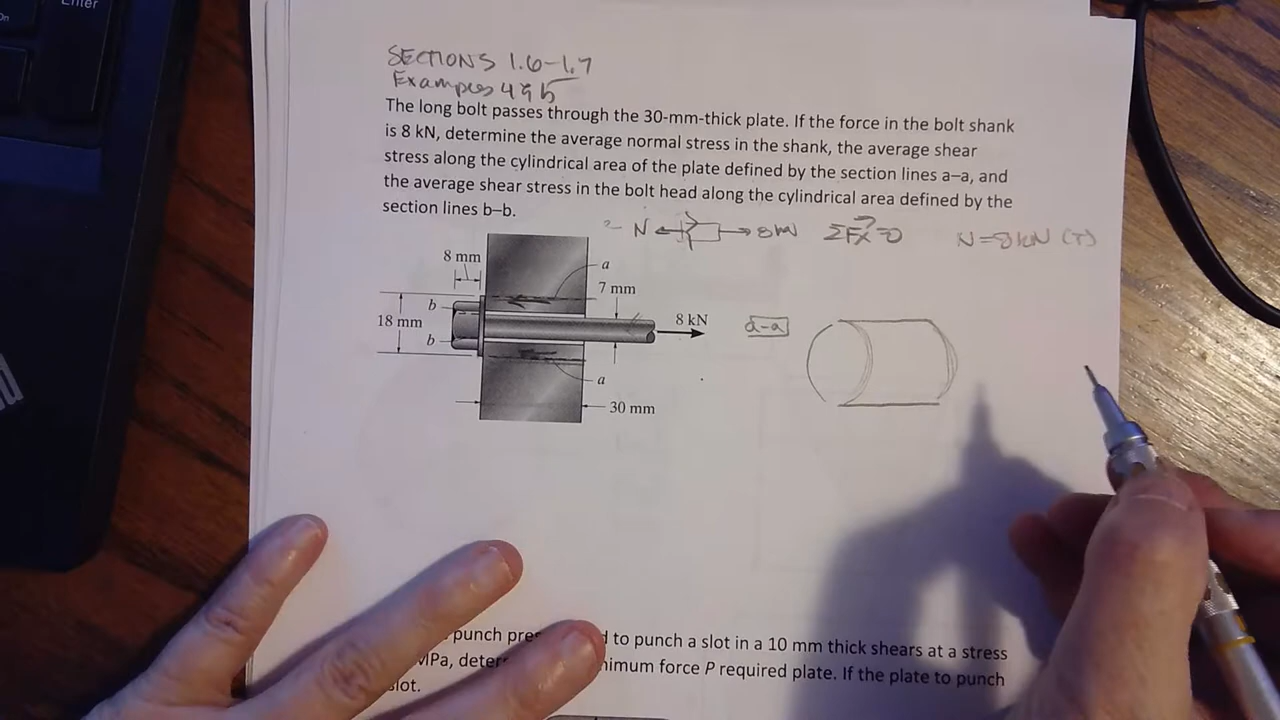 Enter
On
SECTIONS 1.6-1.7
Examples 4 & 5
The long bolt passes through the 30-mm-thick plate. If the force in the bolt shank
is 8 kN, determine the average normal stress in the shank, the average shear
stress along the cylindrical area of the plate defined by the section lines a–a, and
the average shear stress in the bolt head along the cylindrical area defined by the
section lines b–b.
N 8 kN ΣFx=0 N=8kN (T)
8 mm
a
7 mm
b
18 mm
8 kN
a-a
b
a
30 mm
punch pre to punch a slot in a 10 mm thick shears at a stress
MPa, deter nimum force P required plate. If the plate to punch
slot.